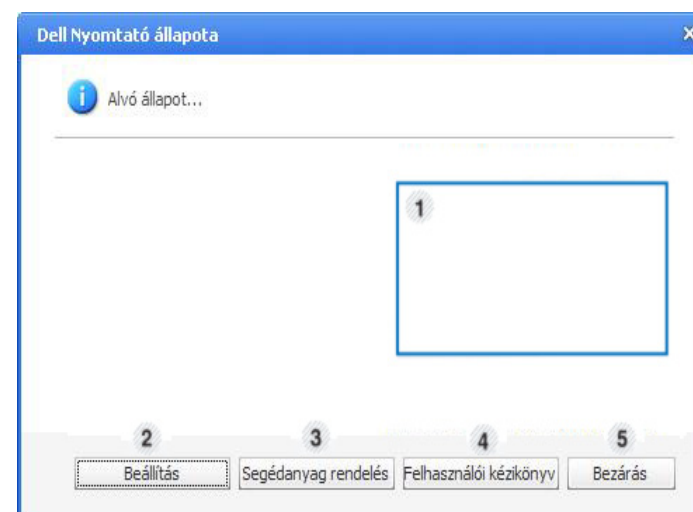 Dell Nyomtató állapota
Alvó állapot...
1
2 3 4 5
Beállítás Segédanyag rendelés Felhasználói kézikönyv Bezárás